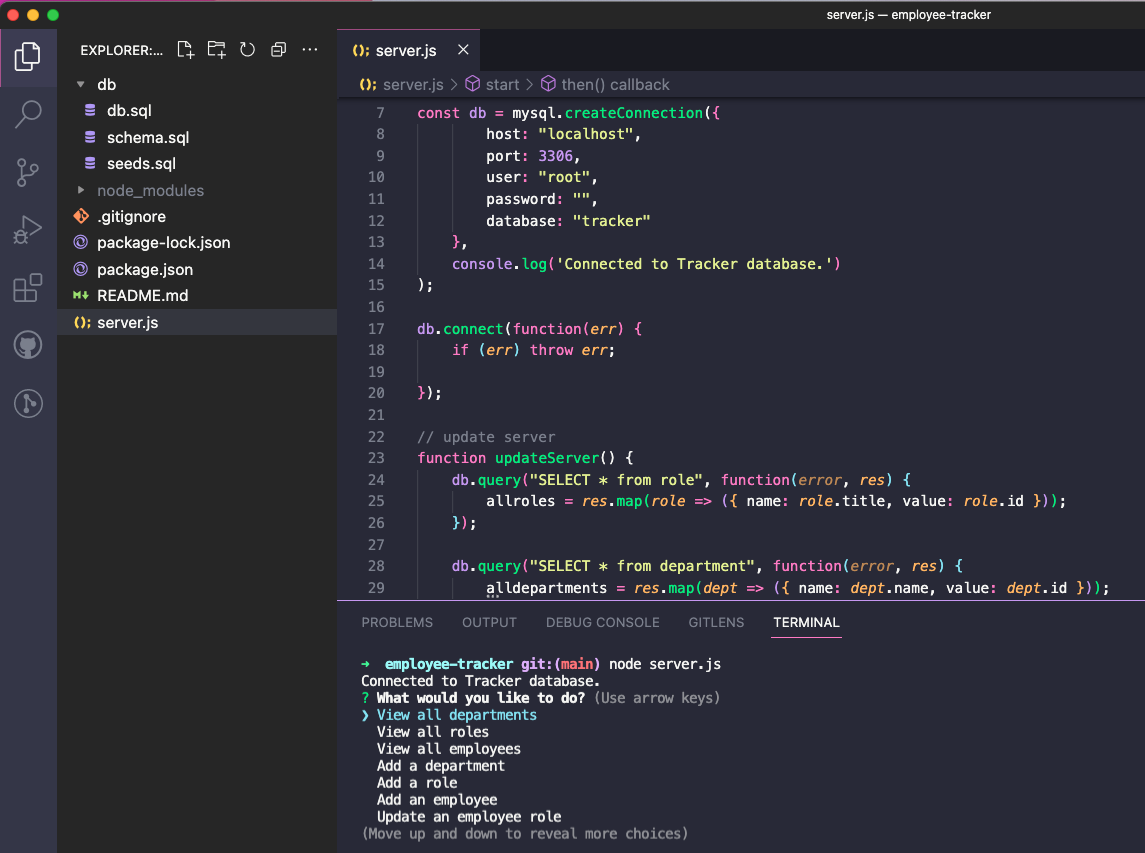 server.js — employee-tracker
EXPLORER:...
db
db.sql
schema.sql
seeds.sql
node_modules
.gitignore
package-lock.json
package.json
README.md
(); server.js
(); server.js
(); server.js > start > then() callback
7 const db = mysql.createConnection({
8 host: "localhost",
9 port: 3306,
10 user: "root",
11 password: "",
12 database: "tracker"
13 },
14 console.log('Connected to Tracker database.')
15 );
16
17 db.connect(function(err) {
18 if (err) throw err;
19
20 });
21
22 // update server
23 function updateServer() {
24 db.query("SELECT * from role", function(error, res) {
25 allroles = res.map(role => ({ name: role.title, value: role.id }));
26 });
27
28 db.query("SELECT * from department", function(error, res) {
29 alldepartments = res.map(dept => ({ name: dept.name, value: dept.id }));
PROBLEMS OUTPUT DEBUG CONSOLE GITLENS TERMINAL
→ employee-tracker git:(main) node server.js
Connected to Tracker database.
? What would you like to do? (Use arrow keys)
❯ View all departments
View all roles
View all employees
Add a department
Add a role
Add an employee
Update an employee role
(Move up and down to reveal more choices)